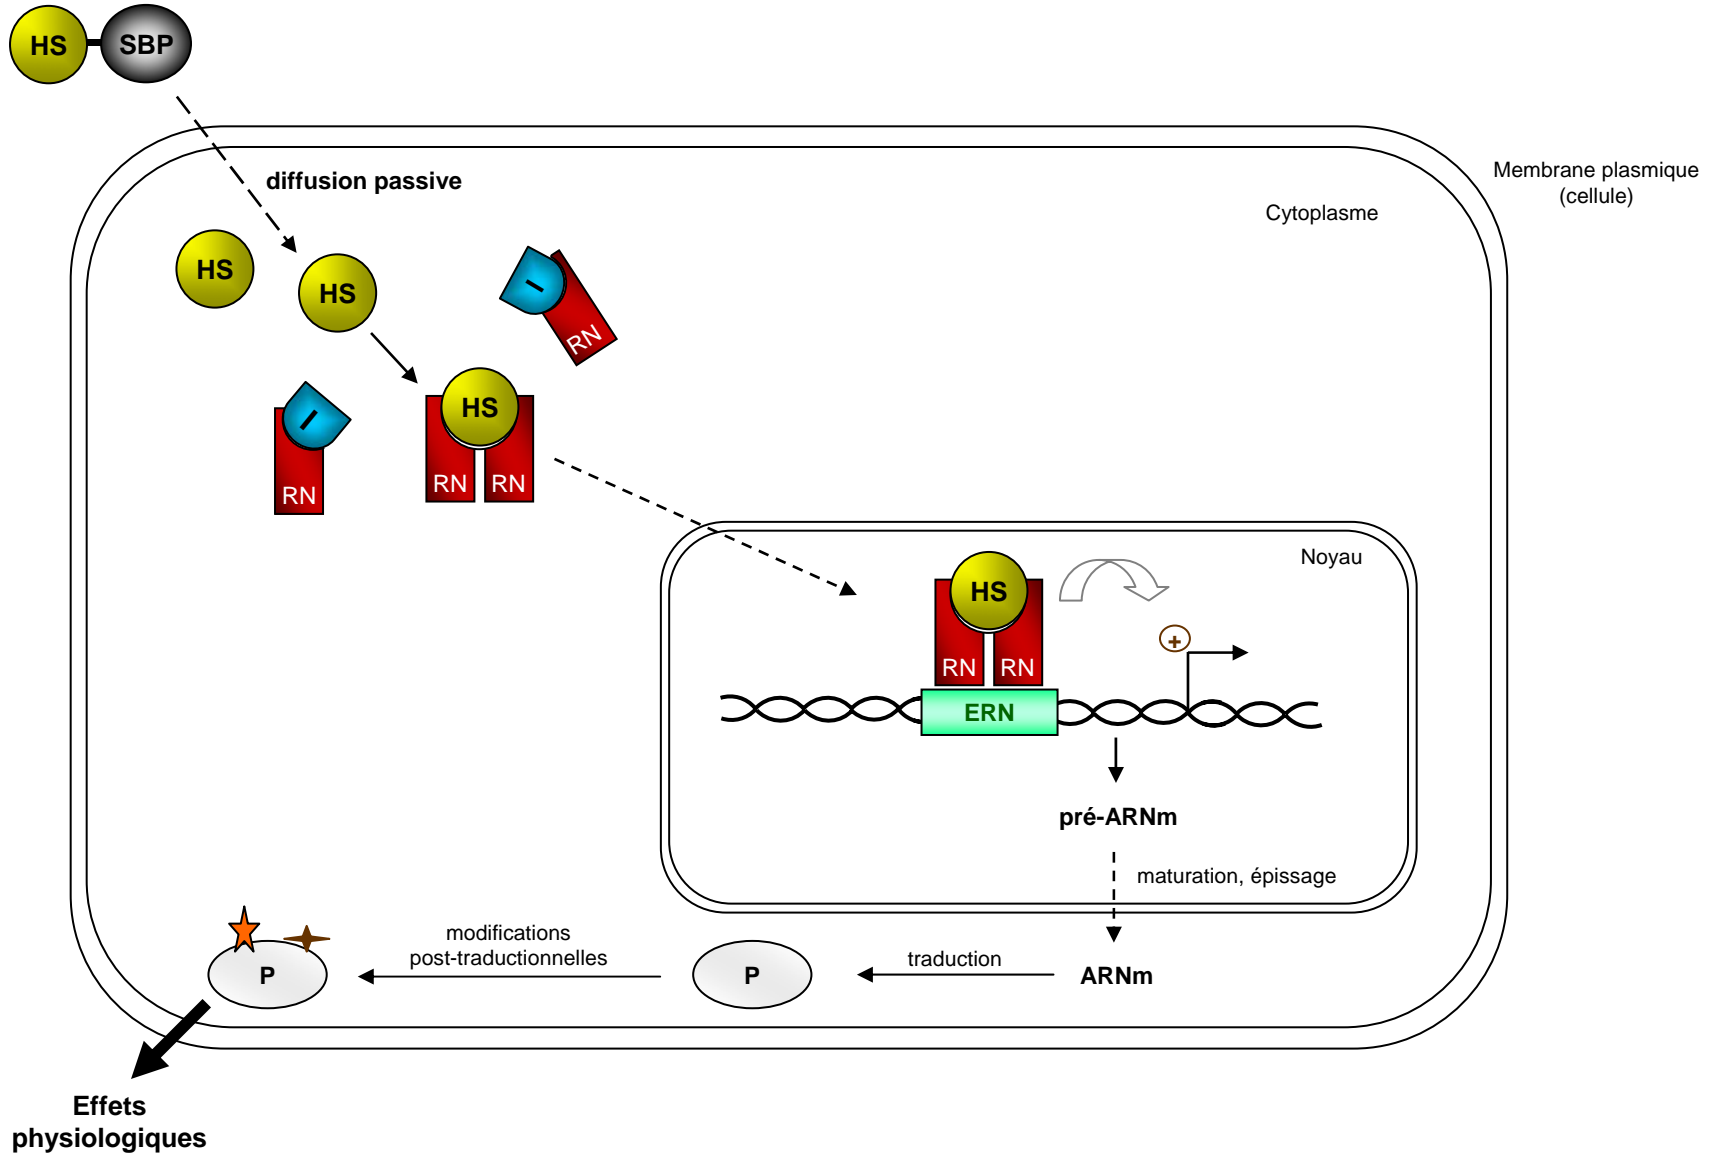 HS
SBP
Membrane plasmique
(cellule)
diffusion passive
Cytoplasme
HS
HS
I
RN
I
RN
HS
RN
RN
Noyau
HS
RN
RN
+
ERN
pré-ARNm
maturation, épissage
ARNm
traduction
P
modifications
post-traductionnelles
P
Effets
physiologiques